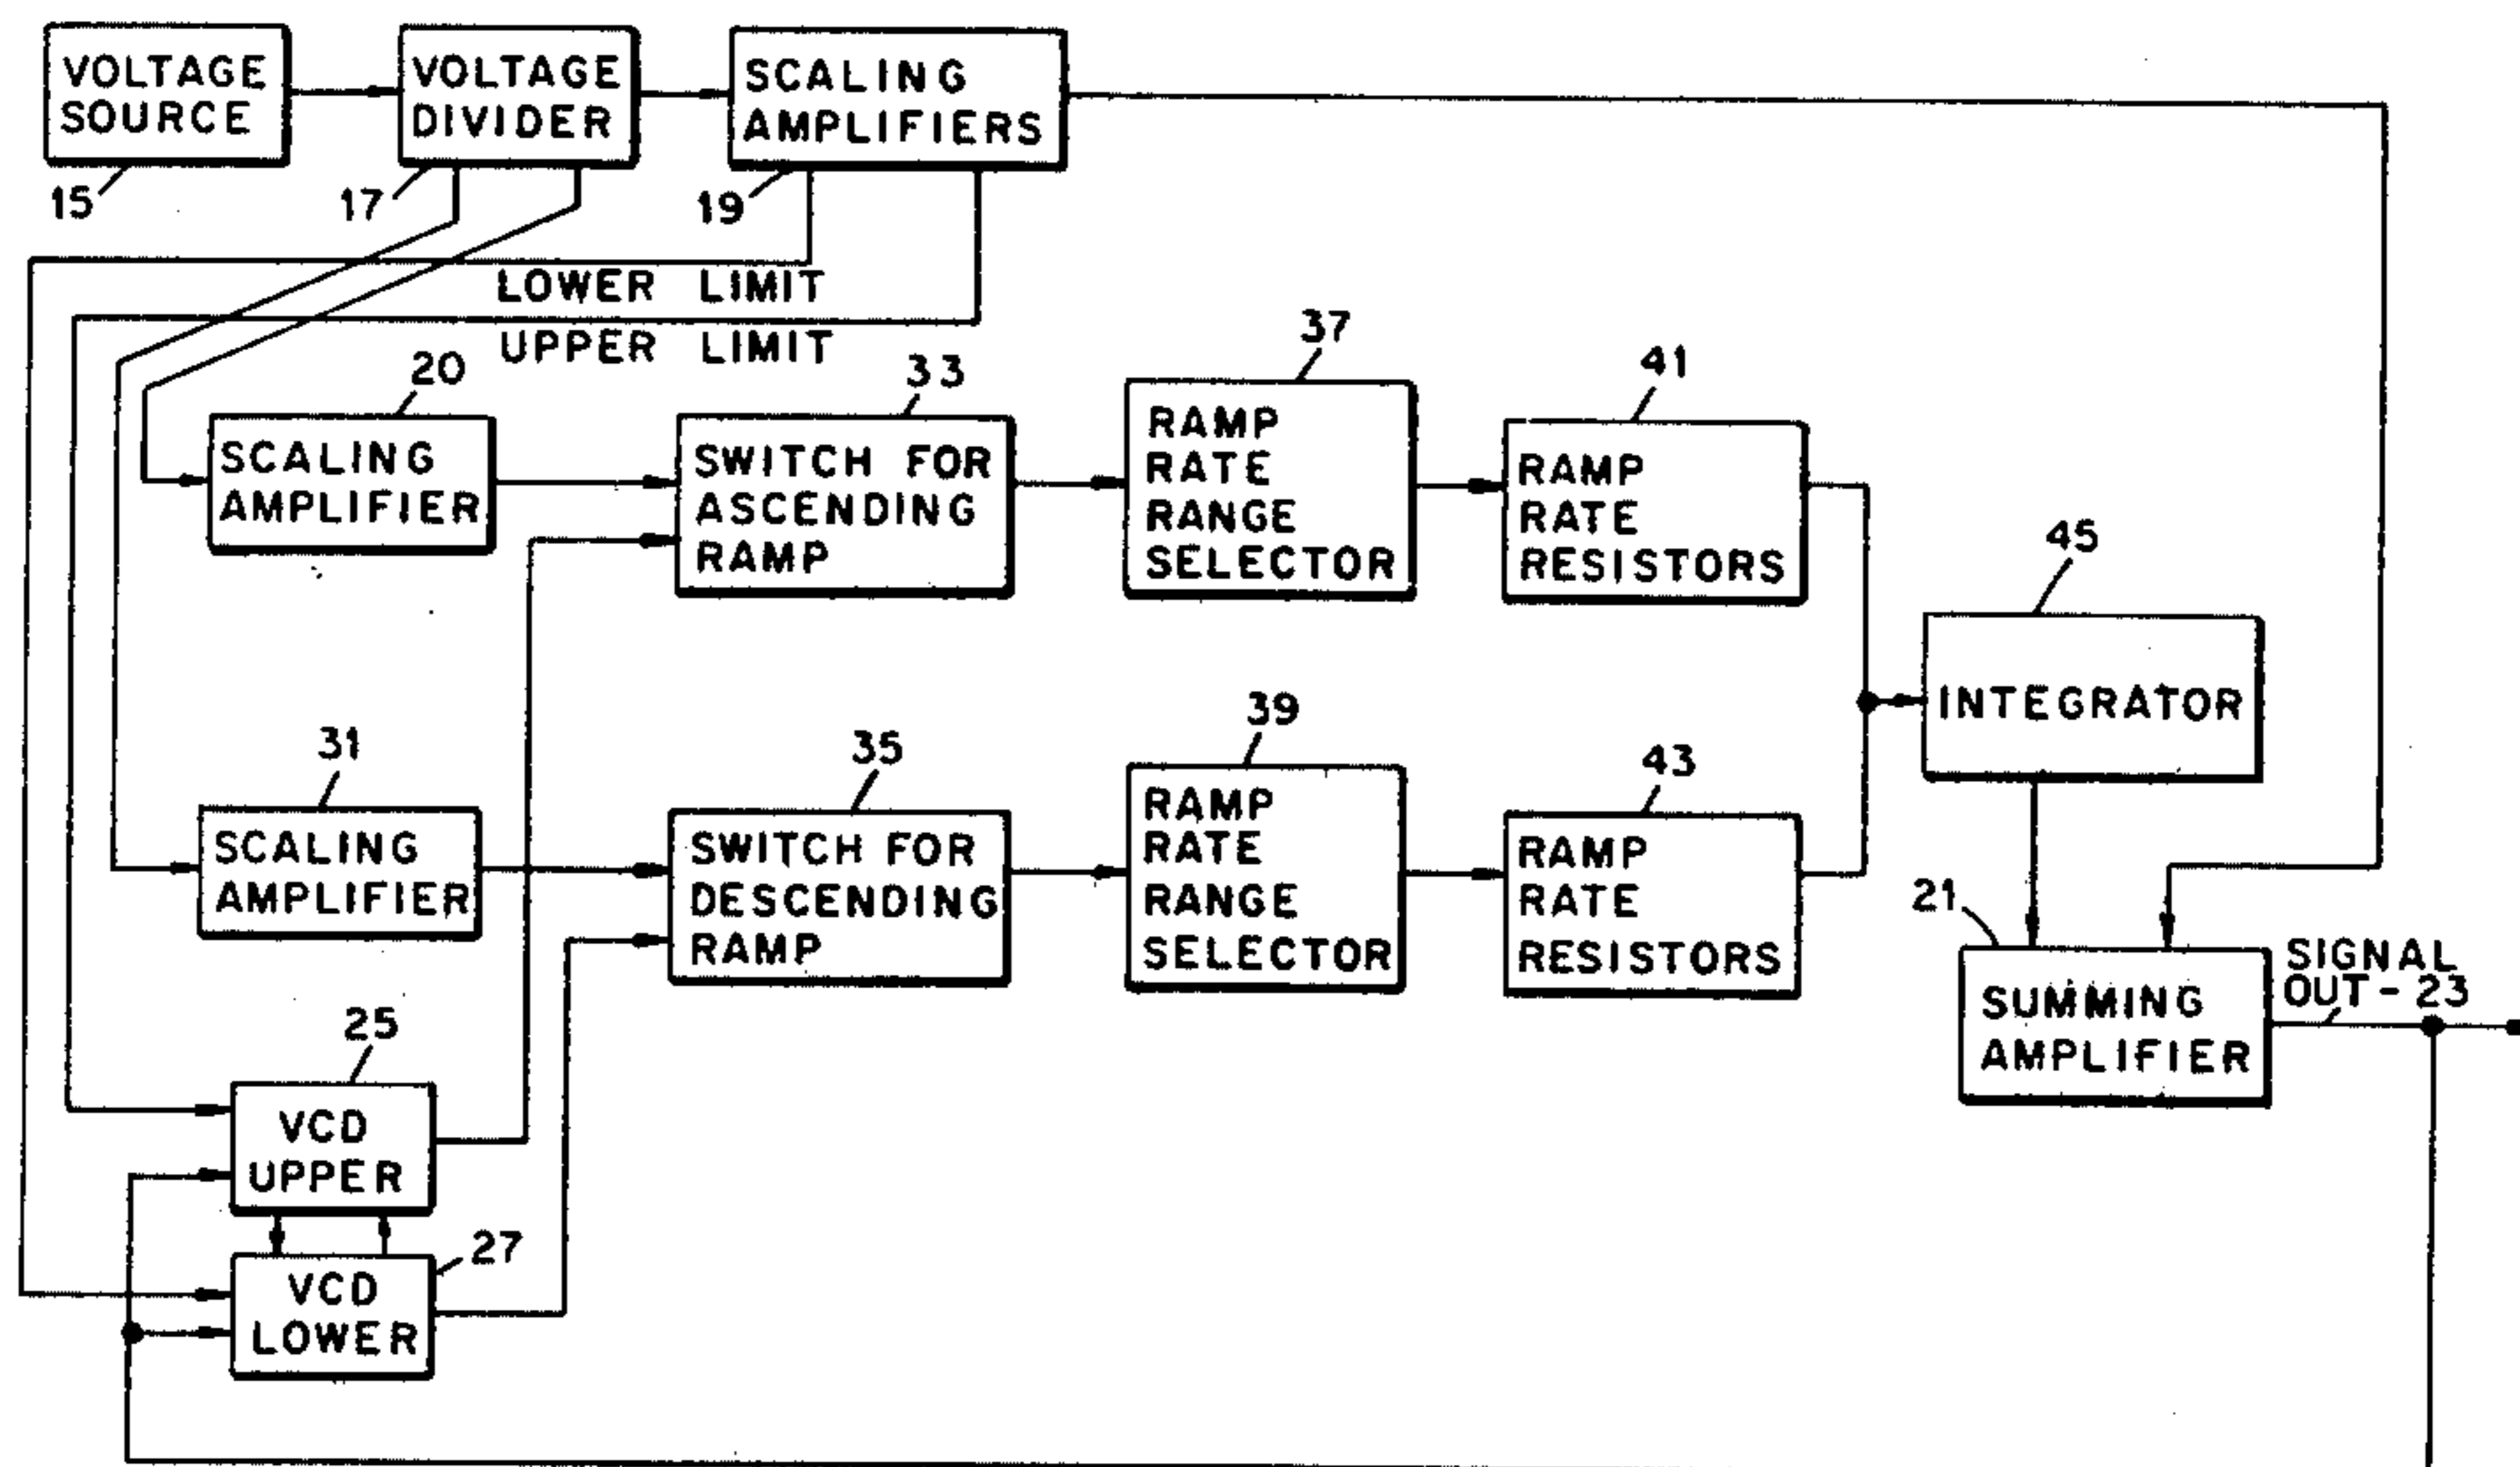 VOLTAGE
SOURCE
15
VOLTAGE
DIVIDER
17
SCALING
AMPLIFIERS
19
LOWER LIMIT
UPPER LIMIT
20
SCALING
AMPLIFIER
33
SWITCH FOR
ASCENDING
RAMP
37
RAMP
RATE
RANGE
SELECTOR
41
RAMP
RATE
RESISTORS
45
INTEGRATOR
31
SCALING
AMPLIFIER
35
SWITCH FOR
DESCENDING
RAMP
39
RAMP
RATE
RANGE
SELECTOR
43
RAMP
RATE
RESISTORS
21
SUMMING
AMPLIFIER
SIGNAL
OUT-23
25
VCD
UPPER
27
VCD
LOWER